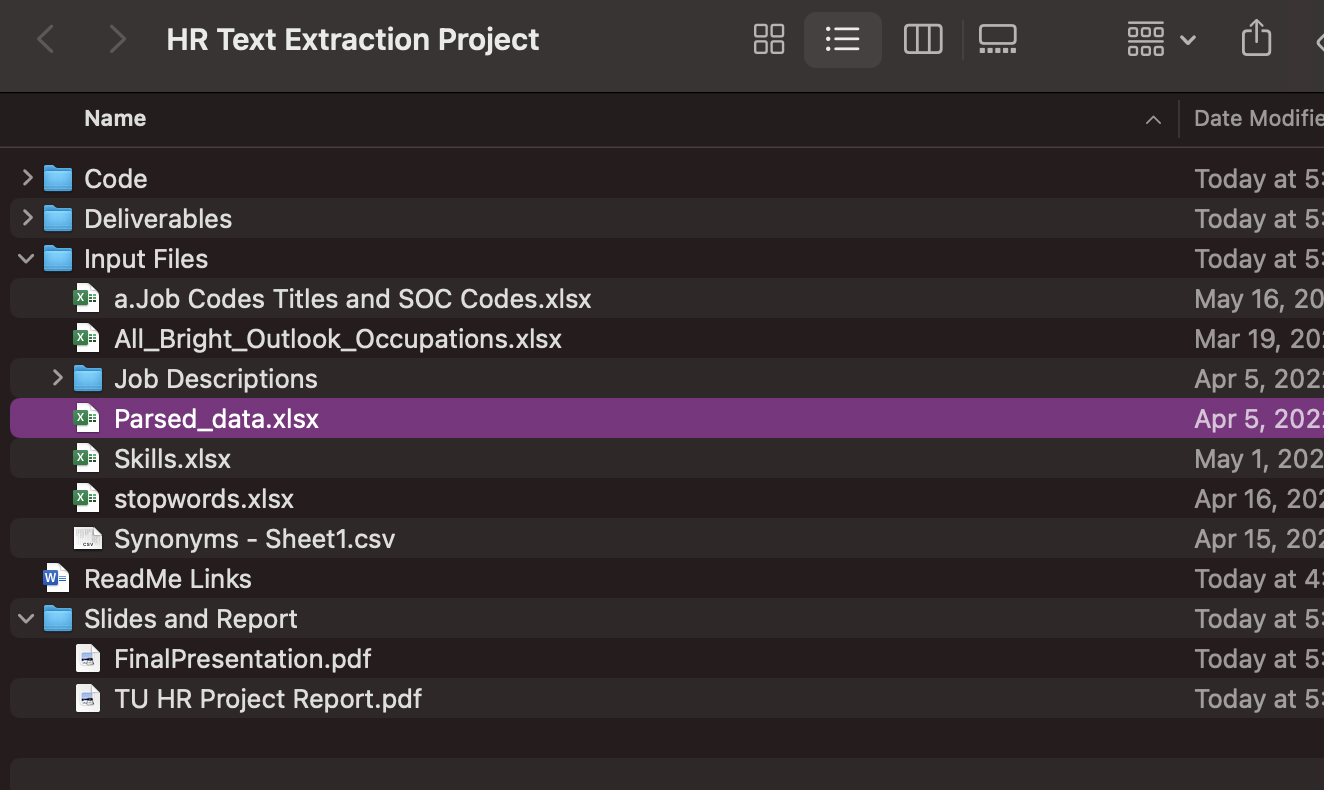 HR Text Extraction Project
Name Date Modifie
Code Today at 5:
Deliverables Today at 5:
Input Files Today at 5:
a.Job Codes Titles and SOC Codes.xlsx May 16, 20
All_Bright_Outlook_Occupations.xlsx Mar 19, 20
Job Descriptions Apr 5, 202
Parsed_data.xlsx Apr 5, 202
Skills.xlsx May 1, 202
stopwords.xlsx Apr 16, 202
Synonyms - Sheet1.csv Apr 15, 202
ReadMe Links Today at 4:
Slides and Report Today at 5:
FinalPresentation.pdf Today at 5:
TU HR Project Report.pdf Today at 5: